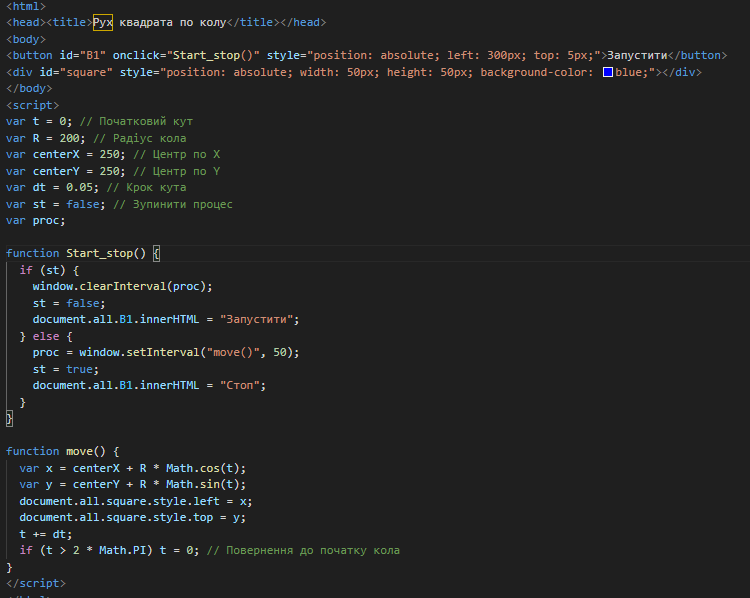 <html>
<head><title>Рух квадрата по колу</title></head>
<body>
<button id="B1" onclick="Start_stop()" style="position: absolute; left: 300px; top: 5px;">Запустити</button>
<div id="square" style="position: absolute; width: 50px; height: 50px; background-color: blue;"></div>
</body>
<script>
var t = 0; // Початковий кут
var R = 200; // Радіус кола
var centerX = 250; // Центр по X
var centerY = 250; // Центр по Y
var dt = 0.05; // Крок кута
var st = false; // Зупинити процес
var proc;

function Start_stop() {
  if (st) {
    window.clearInterval(proc);
    st = false;
    document.all.B1.innerHTML = "Запустити";
  } else {
    proc = window.setInterval("move()", 50);
    st = true;
    document.all.B1.innerHTML = "Стоп";
  }
}

function move() {
  var x = centerX + R * Math.cos(t);
  var y = centerY + R * Math.sin(t);
  document.all.square.style.left = x;
  document.all.square.style.top = y;
  t += dt;
  if (t > 2 * Math.PI) t = 0; // Повернення до початку кола
}
</script>